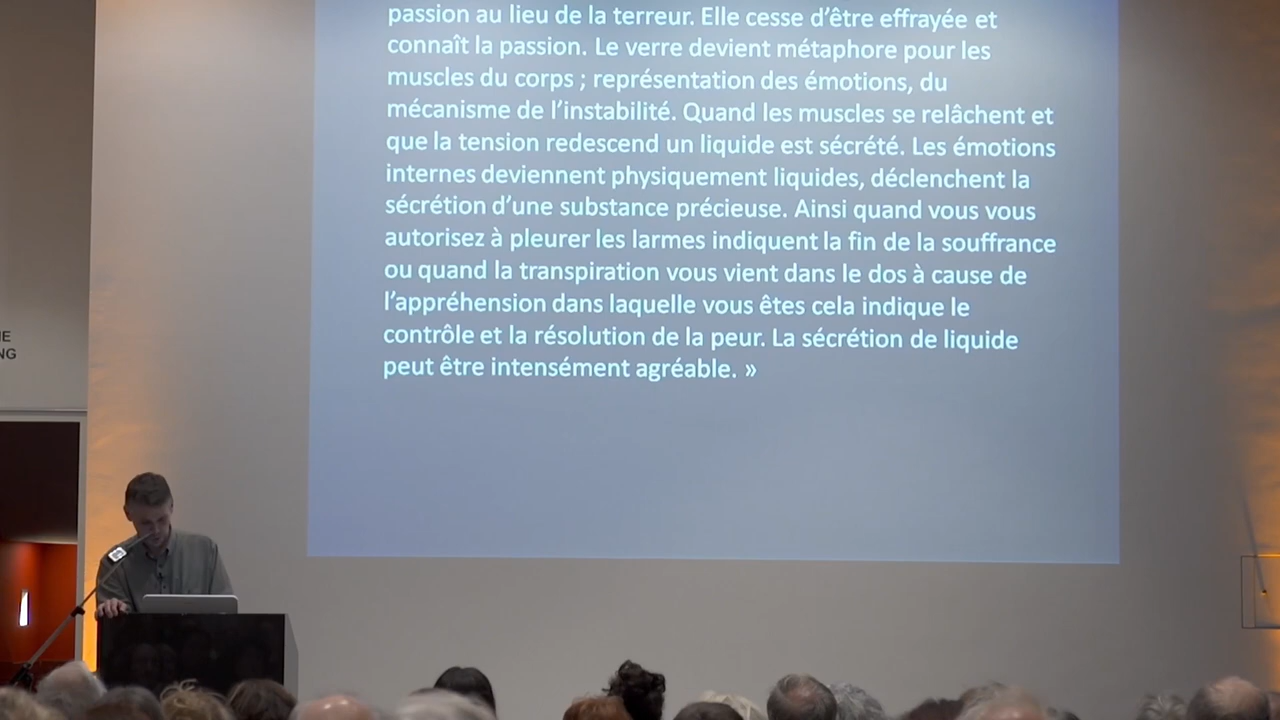 passion au lieu de la terreur. Elle cesse d’être effrayée et
connaît la passion. Le verre devient métaphore pour les
muscles du corps ; représentation des émotions, du
mécanisme de l’instabilité. Quand les muscles se relâchent et
que la tension redescend un liquide est sécrété. Les émotions
internes deviennent physiquement liquides, déclenchent la
sécrétion d’une substance précieuse. Ainsi quand vous vous
autorisez à pleurer les larmes indiquent la fin de la souffrance
ou quand la transpiration vous vient dans le dos à cause de
l’appréhension dans laquelle vous êtes cela indique le
contrôle et la résolution de la peur. La sécrétion de liquide
peut être intensément agréable. »